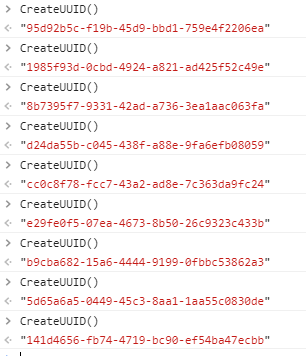 CreateUUID()
"95d92b5c-f19b-45d9-bbd1-759e4f2206ea"
CreateUUID()
"1985f93d-0cbd-4924-a821-ad425f52c49e"
CreateUUID()
"8b7395f7-9331-42ad-a736-3ea1aac063fa"
CreateUUID()
"d24da55b-c045-438f-a88e-9fa6efb08059"
CreateUUID()
"cc0c8f78-fcc7-43a2-ad8e-7c363da9fc24"
CreateUUID()
"e29fe0f5-07ea-4673-8b50-26c9323c433b"
CreateUUID()
"b9cba682-15a6-4444-9199-0fbbc53862a3"
CreateUUID()
"5d65a6a5-0449-45c3-8aa1-1aa55c0830de"
CreateUUID()
"141d4656-fb74-4719-bc90-ef54ba47ecbb"